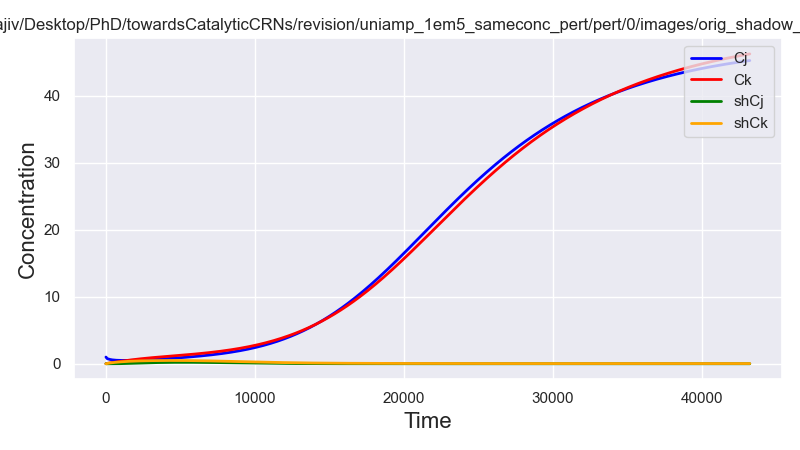 ajiv/Desktop/PhD/towardsCatalyticCRNs/revision/uniamp_1em5_sameconc_pert/pert/0/images/orig_shadow_
Cj
Ck
shCj
shCk
Concentration
40
30
20
10
0
0 10000 20000 30000 40000
Time